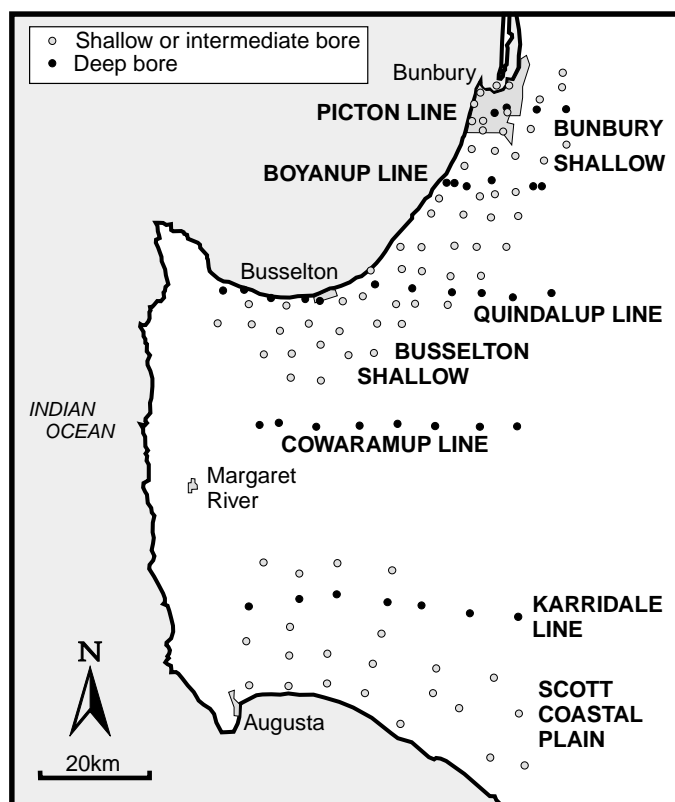 Shallow or intermediate bore
Deep bore
Bunbury
PICTON LINE
BUNBURY
SHALLOW
BOYANUP LINE
Busselton
QUINDALUP LINE
BUSSELTON
SHALLOW
INDIAN
OCEAN
COWARAMUP LINE
Margaret
River
KARRIDALE
LINE
N
SCOTT
COASTAL
PLAIN
Augusta
20km